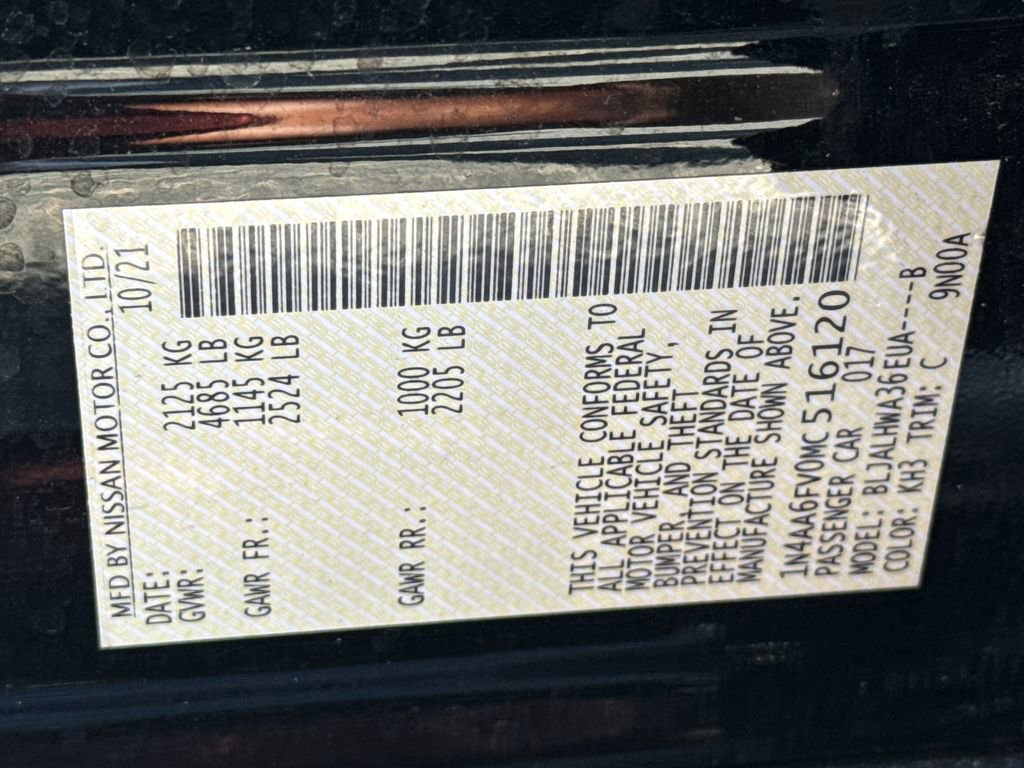 MFD BY NISSAN MOTOR CO., LTD.
DATE: 10/21
GVWR: 2125 KG
4685 LB
GAWR FR.: 1145 KG
2524 LB
GAWR RR.: 1000 KG
2205 LB
THIS VEHICLE CONFORMS TO
ALL APPLICABLE FEDERAL
MOTOR VEHICLE SAFETY,
BUMPER, AND THEFT
PREVENTION STANDARDS IN
EFFECT ON THE DATE OF
MANUFACTURE SHOWN ABOVE.
1N4AA6FV0MC516120
PASSENGER CAR 017
MODEL: BLJALHWA36EUA-----B
COLOR: KH3 TRIM: C 9N00A